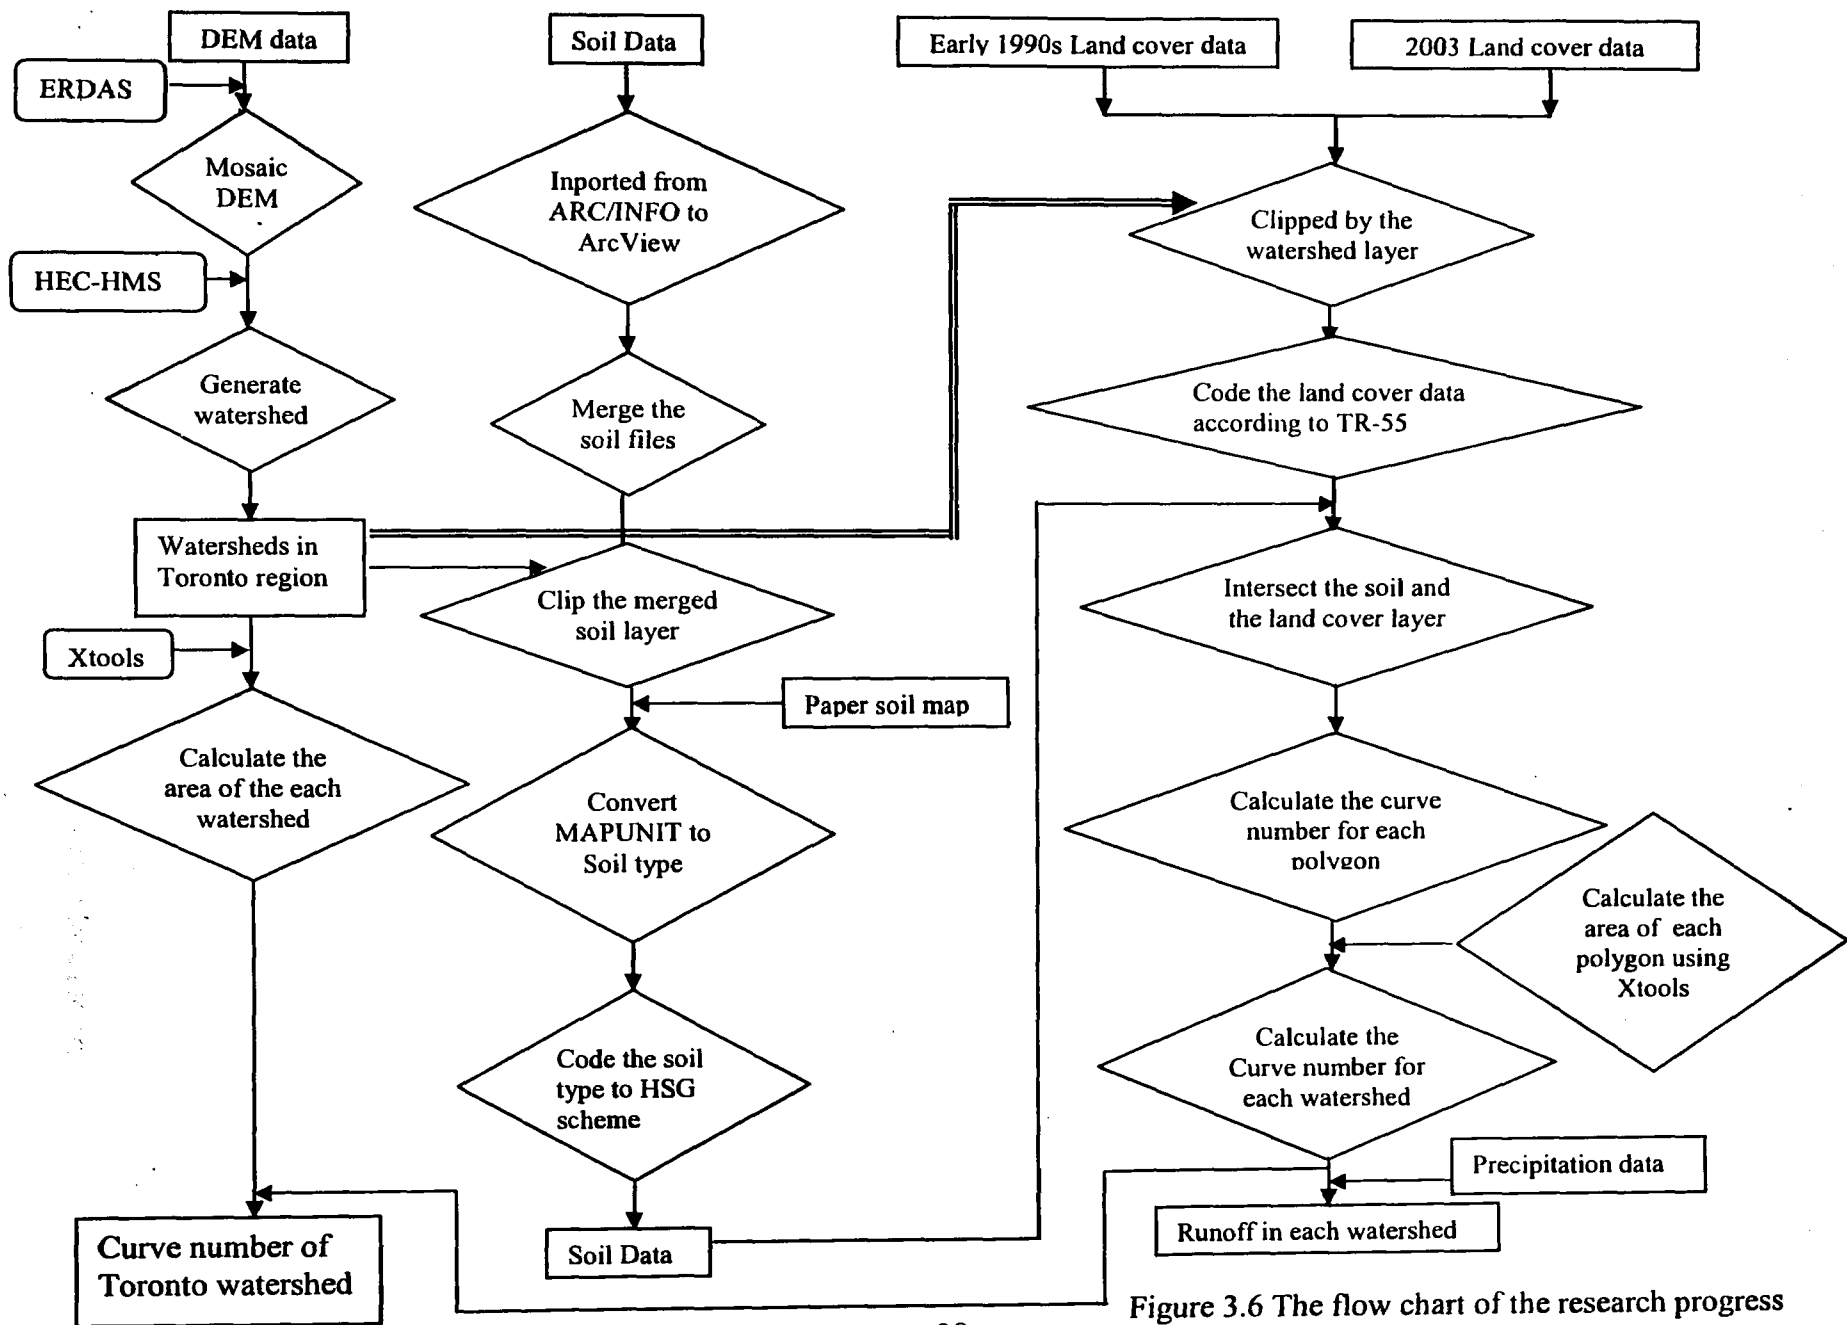 DEM data
Soil Data
Early 1990s Land cover data
2003 Land cover data
ERDAS
Mosaic
DEM
Inported from
ARC/INFO to
ArcView
Clipped by the
watershed layer
HEC-HMS
Generate
watershed
Merge the
soil files
Code the land cover data
according to TR-55
Watersheds in
Toronto region
Clip the merged
soil layer
Intersect the soil and
the land cover layer
Xtools
Paper soil map
Calculate the
area of the each
watershed
Convert
MAPUNIT to
Soil type
Calculate the curve
number for each
polygon
Calculate the
area of each
polygon using
Xtools
Code the soil
type to HSG
scheme
Calculate the
Curve number for
each watershed
Precipitation data
Curve number of
Toronto watershed
Soil Data
Runoff in each watershed
Figure 3.6 The flow chart of the research progress